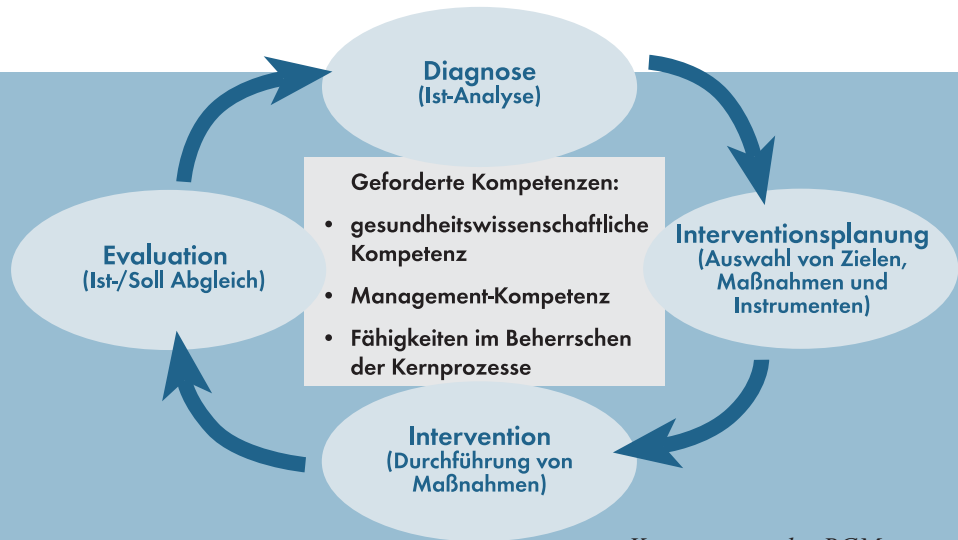 Diagnose
(Ist-Analyse)
Geforderte Kompetenzen:
• gesundheitswissenschaftliche
Kompetenz
• Management-Kompetenz
• Fähigkeiten im Beherrschen
der Kernprozesse
Interventionsplanung
(Auswahl von Zielen,
Maßnahmen und
Instrumenten)
Intervention
(Durchführung von
Maßnahmen)
Evaluation
(Ist-/Soll Abgleich)
BGM